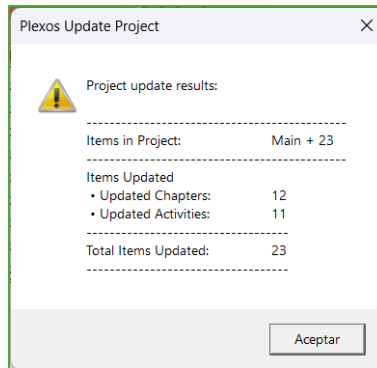 Plexos Update Project
Project update results:
---------------------------------------------
Items in Project: Main + 23
---------------------------------------------
Items Updated
• Updated Chapters: 12
• Updated Activities: 11
-----------------------------------
Total Items Updated: 23
-----------------------------------
Aceptar